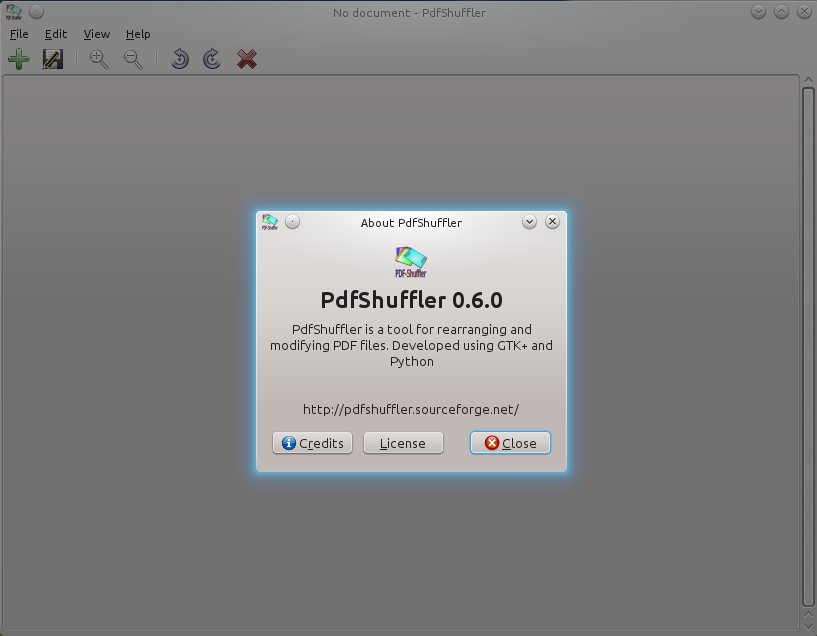 No document - PdfShuffler
File Edit View Help
About PdfShuffler
PDF-Shuffler
PdfShuffler 0.6.0
PdfShuffler is a tool for rearranging and
modifying PDF files. Developed using GTK+ and
Python
http://pdfshuffler.sourceforge.net/
Credits License Close